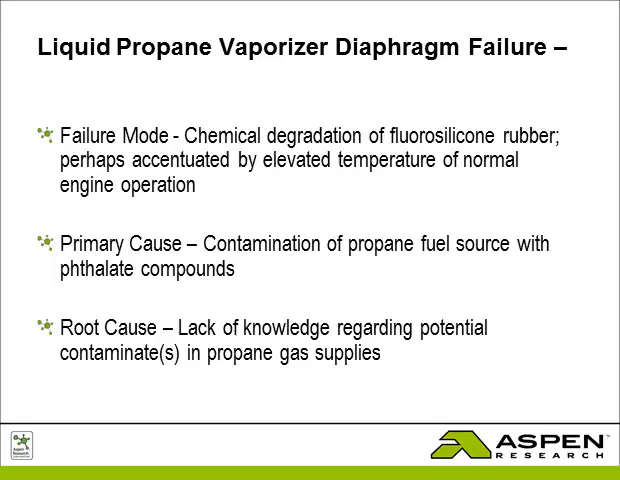 Liquid Propane Vaporizer Diaphragm Failure –
Failure Mode - Chemical degradation of fluorosilicone rubber;
perhaps accentuated by elevated temperature of normal
engine operation
Primary Cause – Contamination of propane fuel source with
phthalate compounds
Root Cause – Lack of knowledge regarding potential
contaminate(s) in propane gas supplies
Aspen
Research
ASPEN™
RESEARCH